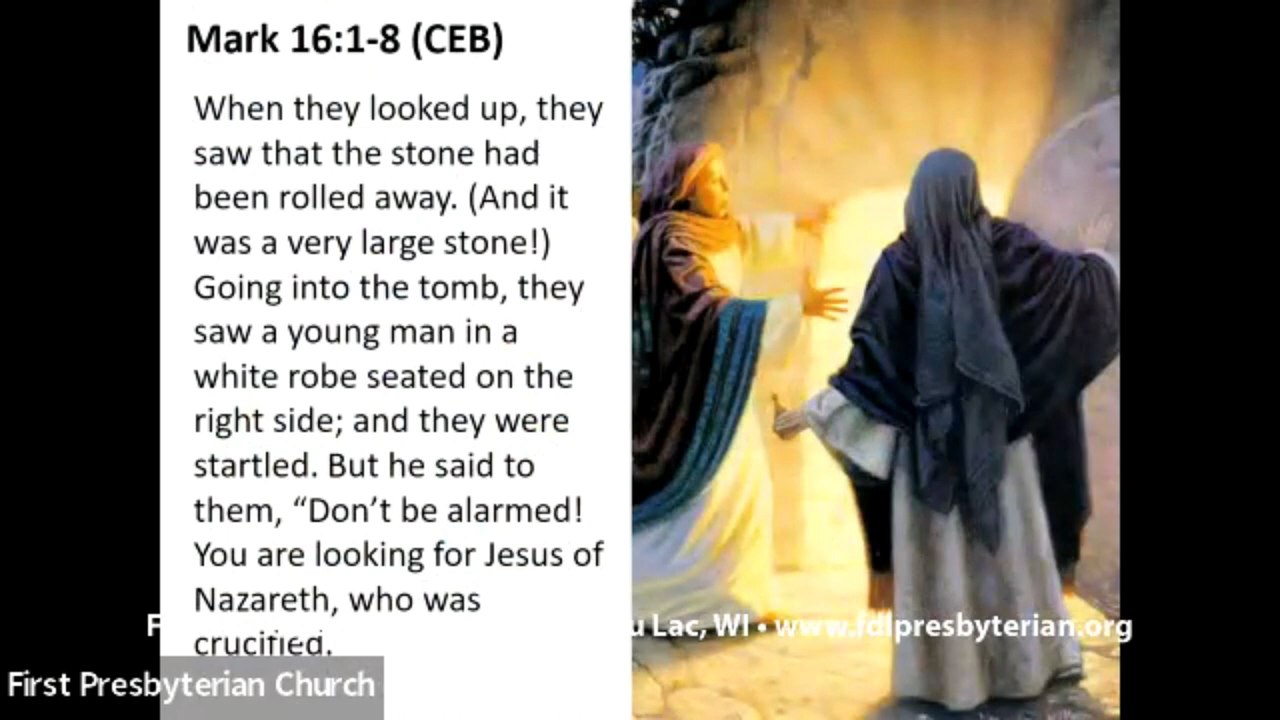 Mark 16:1-8 (CEB)
When they looked up, they
saw that the stone had
been rolled away. (And it
was a very large stone!)
Going into the tomb, they
saw a young man in a
white robe seated on the
right side; and they were
startled. But he said to
them, “Don’t be alarmed!
You are looking for Jesus of
Nazareth, who was
crucified.
Lac, WI • www.fdlpresbyterian.org
First Presbyterian Church